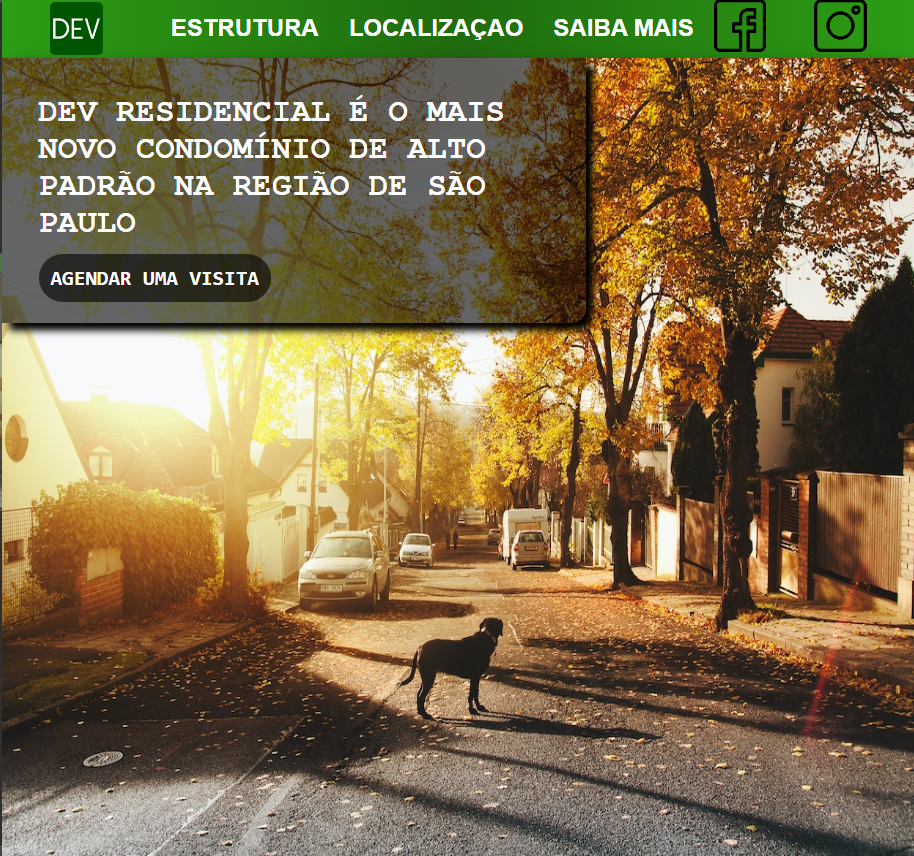 DEV
ESTRUTURA LOCALIZAÇAO SAIBA MAIS
DEV RESIDENCIAL É O MAIS
NOVO CONDOMÍNIO DE ALTO
PADRÃO NA REGIÃO DE SÃO
PAULO
AGENDAR UMA VISITA